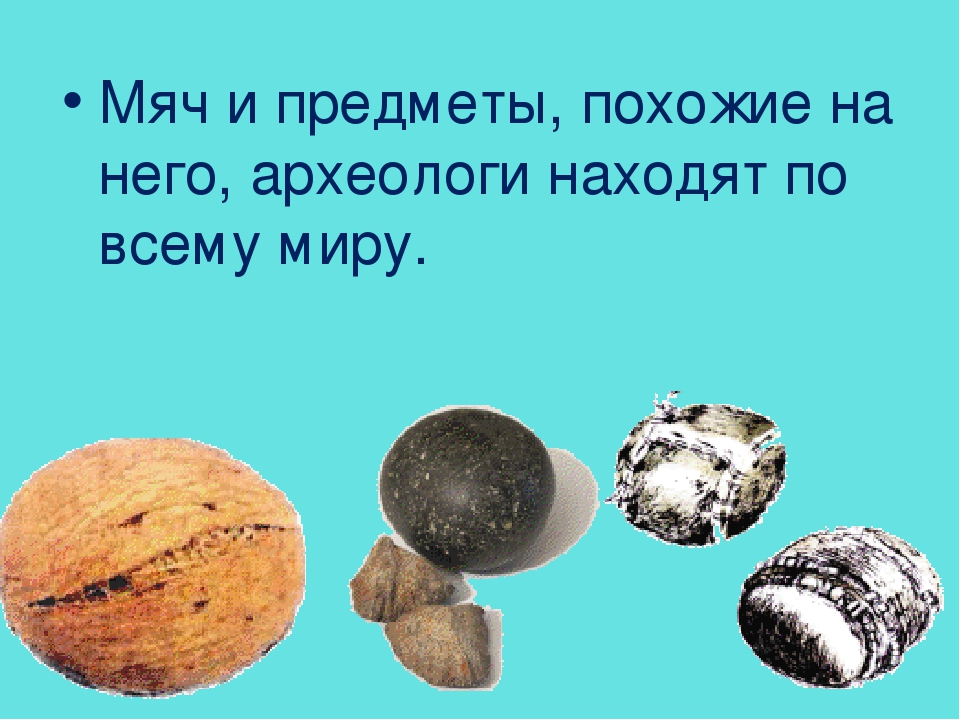 • Мяч и предметы, похожие на
него, археологи находят по
всему миру.